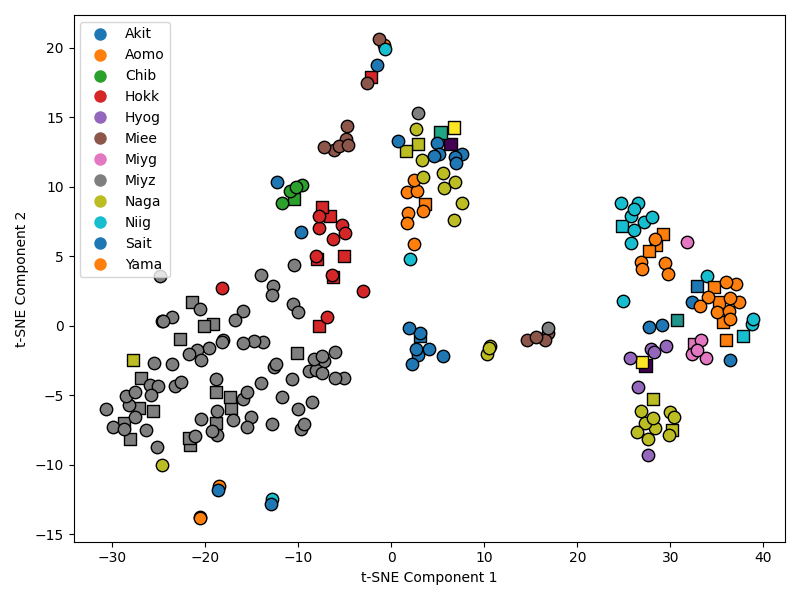 Akit
Aomo
Chib
Hokk
Hyog
Miee
Miyg
Miyz
Naga
Niig
Sait
Yama
20
15
10
5
0
−5
−10
−15
t-SNE Component 2
−30 −20 −10 0 10 20 30 40
t-SNE Component 1